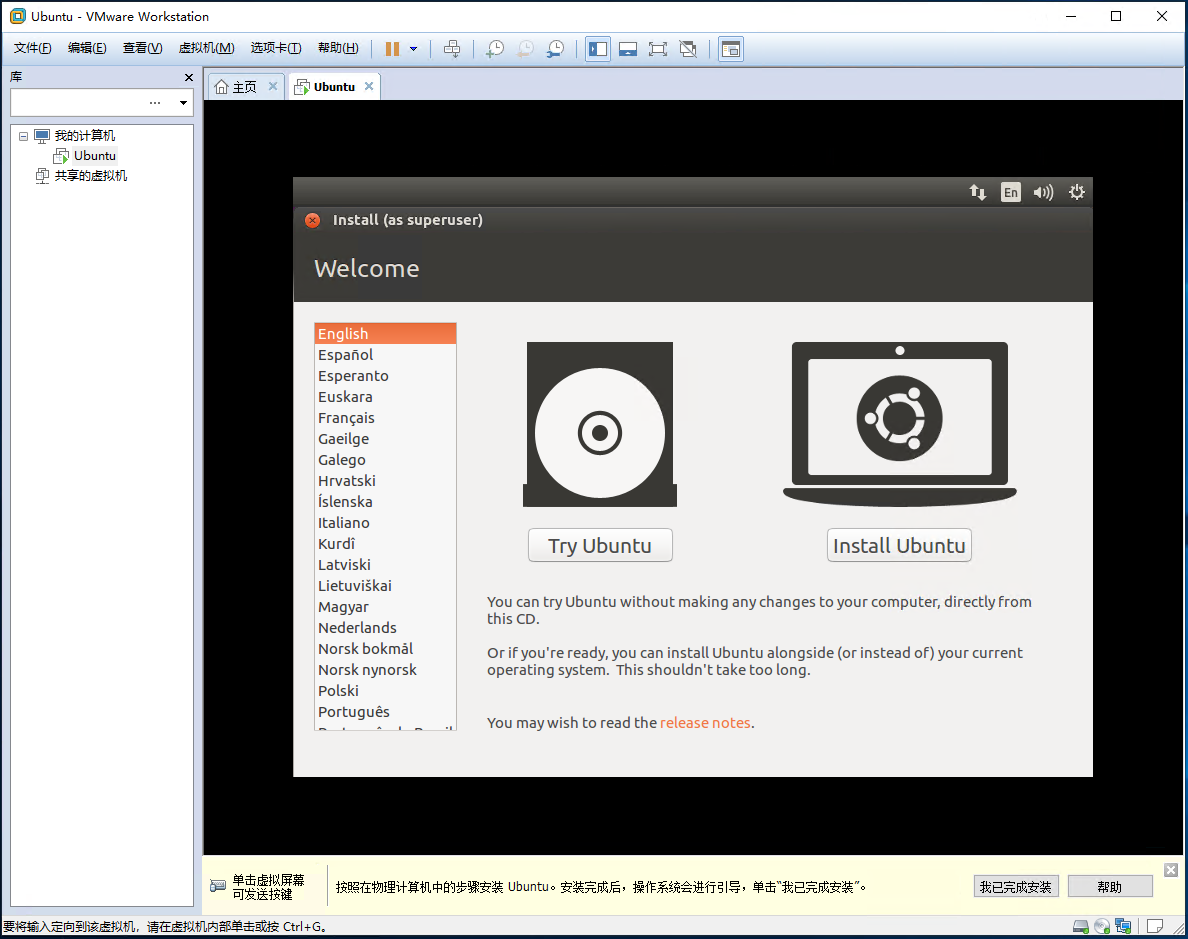 Ubuntu - VMware Workstation
文件(F) 编辑(E) 查看(V) 虚拟机(M) 选项卡(T) 帮助(H)
库
主页
Ubuntu
我的计算机
Ubuntu
共享的虚拟机
En
Install (as superuser)
Welcome
English
Español
Esperanto
Euskara
Français
Gaeilge
Galego
Hrvatski
Íslenska
Italiano
Kurdî
Latviski
Lietuviškai
Magyar
Nederlands
Norsk bokmål
Norsk nynorsk
Polski
Português
Try Ubuntu
Install Ubuntu
You can try Ubuntu without making any changes to your computer, directly from
this CD.
Or if you're ready, you can install Ubuntu alongside (or instead of) your current
operating system. This shouldn't take too long.
You may wish to read the release notes.
单击虚拟屏幕
可发送按键
按照在物理计算机中的步骤安装 Ubuntu。安装完成后，操作系统会进行引导，单击“我已完成安装”。
我已完成安装
帮助
要将输入定向到该虚拟机，请在虚拟机内部单击或按 Ctrl+G。